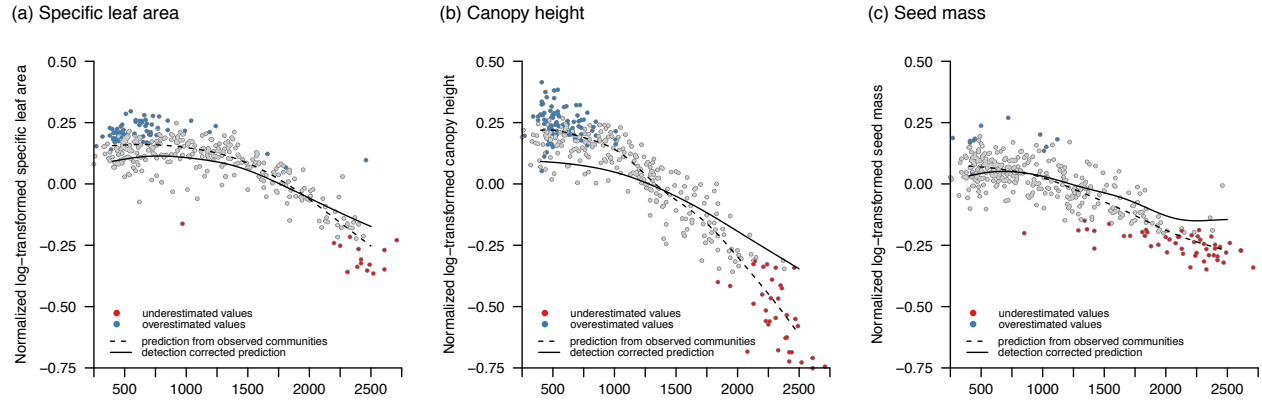 (a) Specific leaf area
Normalized log−transformed specific leaf area
0.50
0.25
0.00
−0.25
−0.50
−0.75
underestimated values
overestimated values
prediction from observed communities
detection corrected prediction
500
1000
1500
2000
2500
(b) Canopy height
Normalized log−transformed canopy height
0.50
0.25
0.00
−0.25
−0.50
−0.75
underestimated values
overestimated values
prediction from observed communities
detection corrected prediction
500
1000
1500
2000
2500
(c) Seed mass
Normalized log−transformed seed mass
0.50
0.25
0.00
−0.25
−0.50
−0.75
underestimated values
overestimated values
prediction from observed communities
detection corrected prediction
500
1000
1500
2000
2500